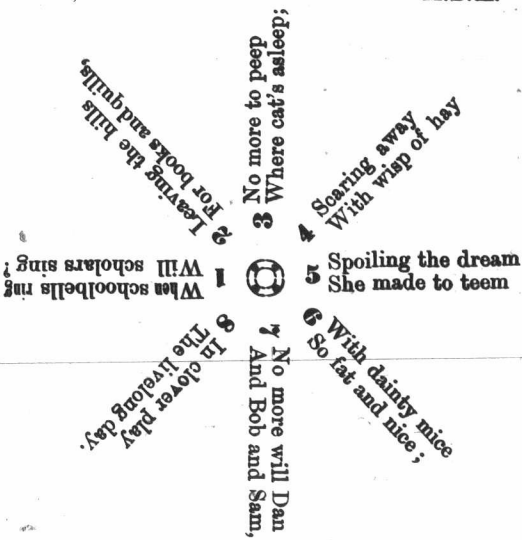 1 When schoolbells ring
Will scholars sing?
2 Leaving the hills
For books and quills,
3 No more to peep
Where cat's asleep;
4 Scaring away
With wisp of hay
5 Spoiling the dream
She made to teem
6 With dainty mice
So fat and nice;
7 No more will Dan
And Bob and Sam,
8 In clover play
The livelong day.